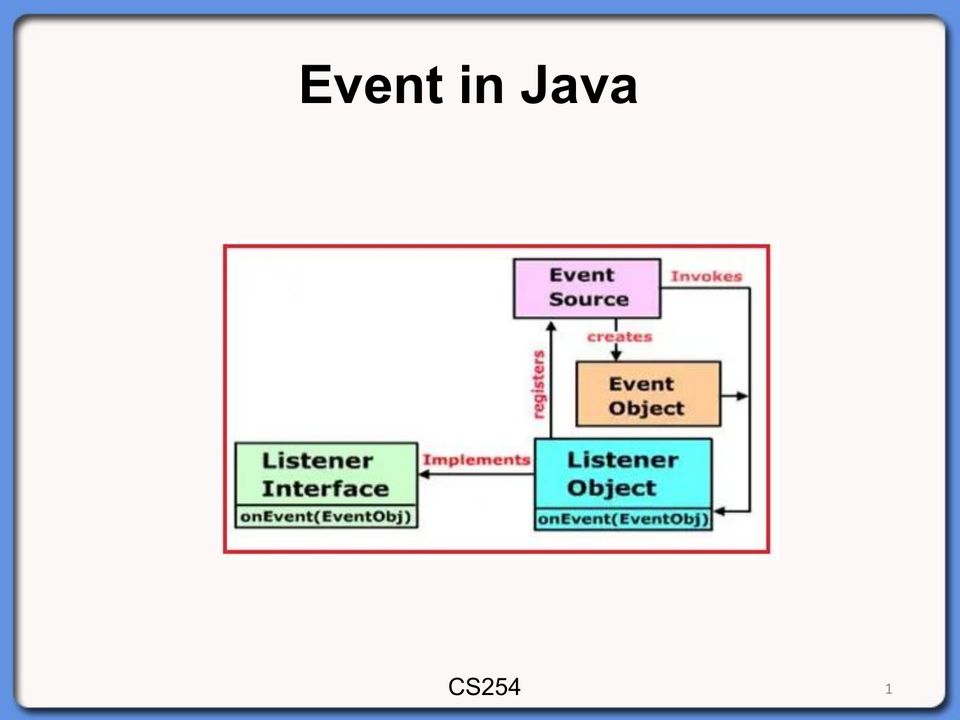 Event in Java
Event
Source
Invokes
creates
registers
Event
Object
Listener
Interface
onEvent(EventObj)
Implements
Listener
Object
onEvent(EventObj)
CS254
1